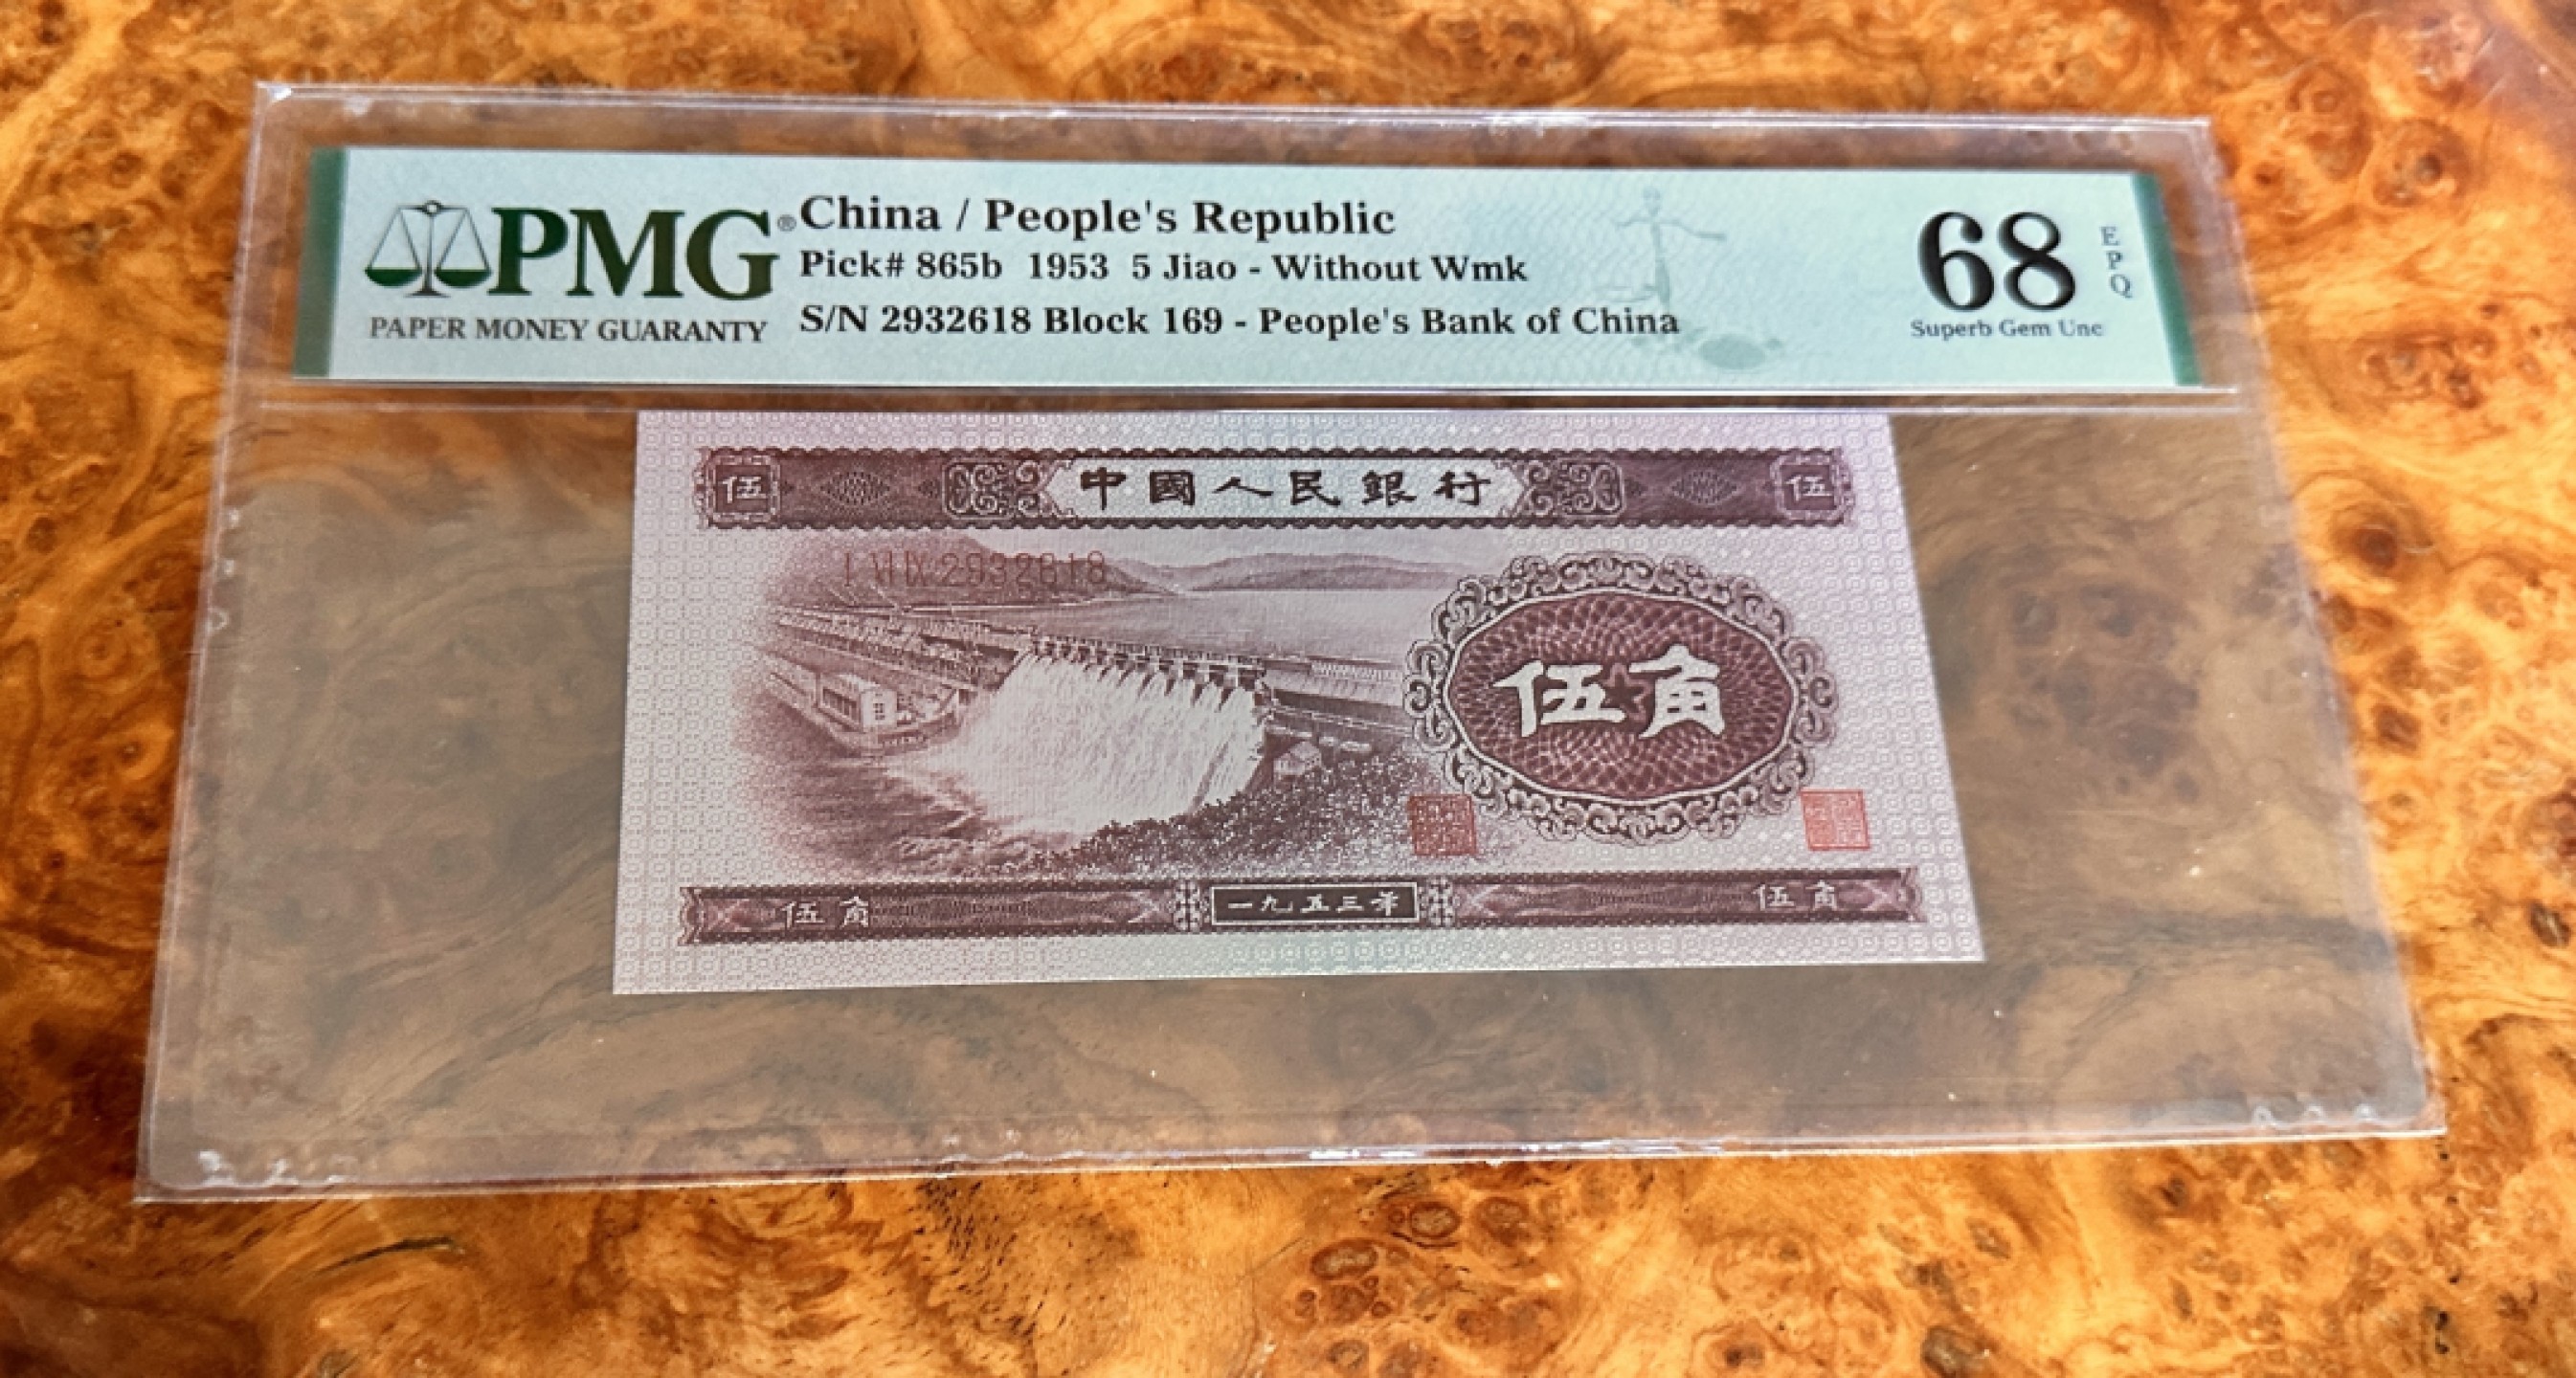 PMG®
PAPER MONEY GUARANTY
China / People's Republic
Pick# 865b 1953 5 Jiao - Without Wmk
S/N 2932618 Block 169 - People's Bank of China
68
EPQ
Superb Gem Unc
伍 中國人民銀行 伍
I VI IX 2932618
伍角
伍角 一九五三年 伍角